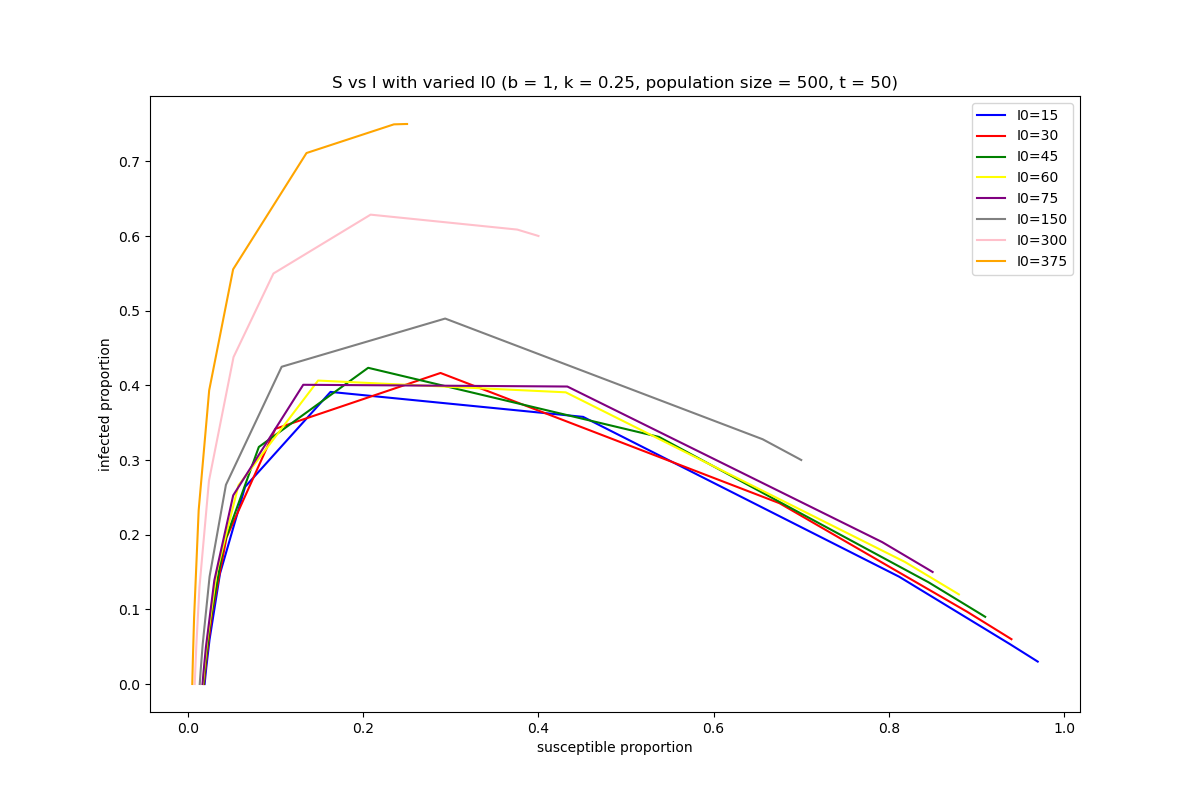 S vs I with varied I0 (b = 1, k = 0.25, population size = 500, t = 50)
I0=15
I0=30
I0=45
I0=60
I0=75
I0=150
I0=300
I0=375
infected proportion
0.7
0.6
0.5
0.4
0.3
0.2
0.1
0.0
0.0 0.2 0.4 0.6 0.8 1.0
susceptible proportion